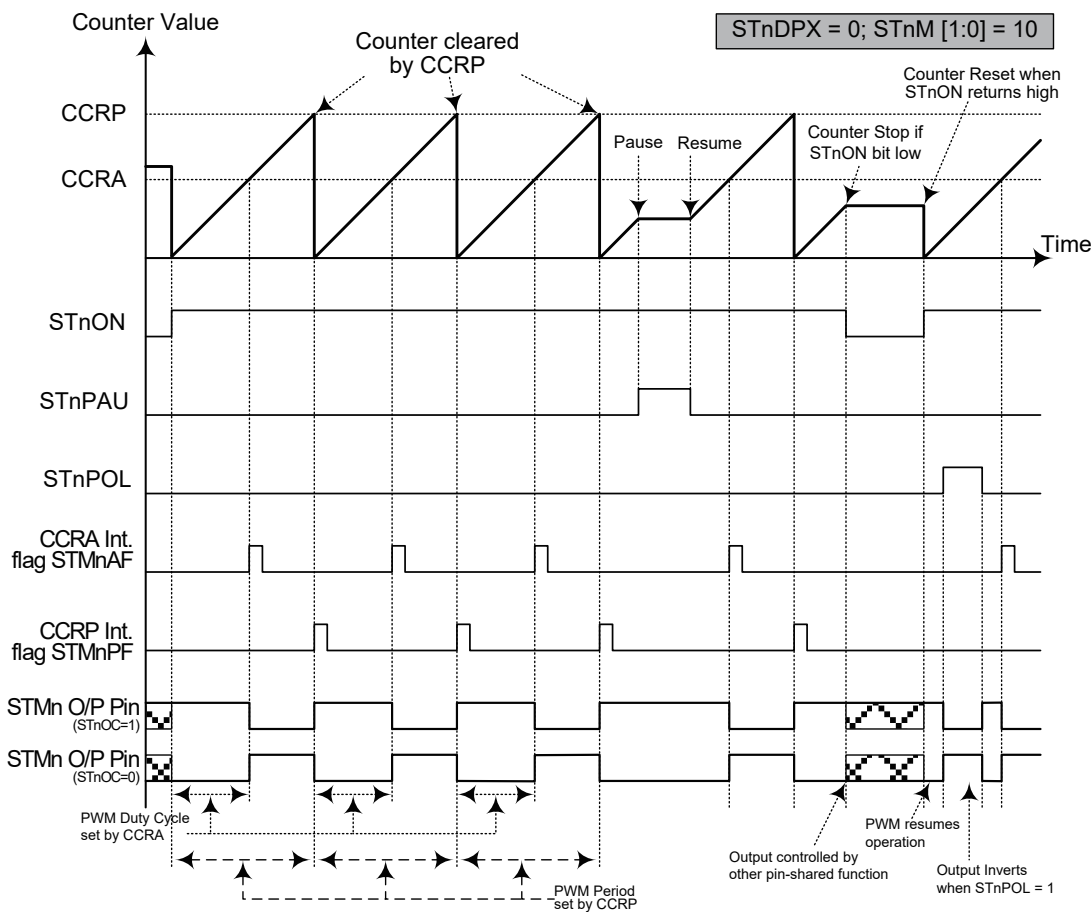 Counter Value
STnDPX = 0; STnM [1:0] = 10
Counter cleared
by CCRP
Counter Reset when
STnON returns high
CCRP
Pause
Resume
Counter Stop if
STnON bit low
CCRA
Time
STnON
STnPAU
STnPOL
CCRA Int.
flag STMnAF
CCRP Int.
flag STMnPF
STMn O/P Pin
(STnOC=1)
STMn O/P Pin
(STnOC=0)
PWM Duty Cycle
set by CCRA
PWM resumes
operation
Output controlled by
other pin-shared function
Output Inverts
when STnPOL = 1
PWM Period
set by CCRP